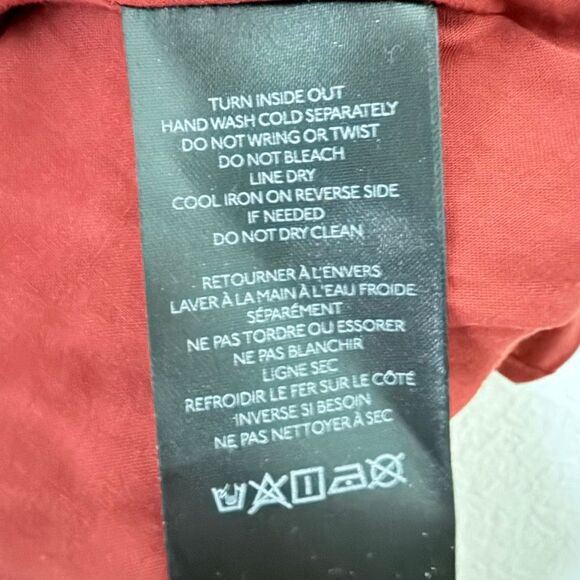 TURN INSIDE OUT
HAND WASH COLD SEPARATELY
DO NOT WRING OR TWIST
DO NOT BLEACH
LINE DRY
COOL IRON ON REVERSE SIDE
IF NEEDED
DO NOT DRY CLEAN
RETOURNER À L'ENVERS
LAVER À LA MAIN À L'EAU FROIDE
SÉPARÉMENT
NE PAS TORDRE OU ESSORER
NE PAS BLANCHIR
LIGNE SEC
REFROIDIR LE FER SUR LE CÔTÉ
INVERSE SI BESOIN
NE PAS NETTOYER À SEC